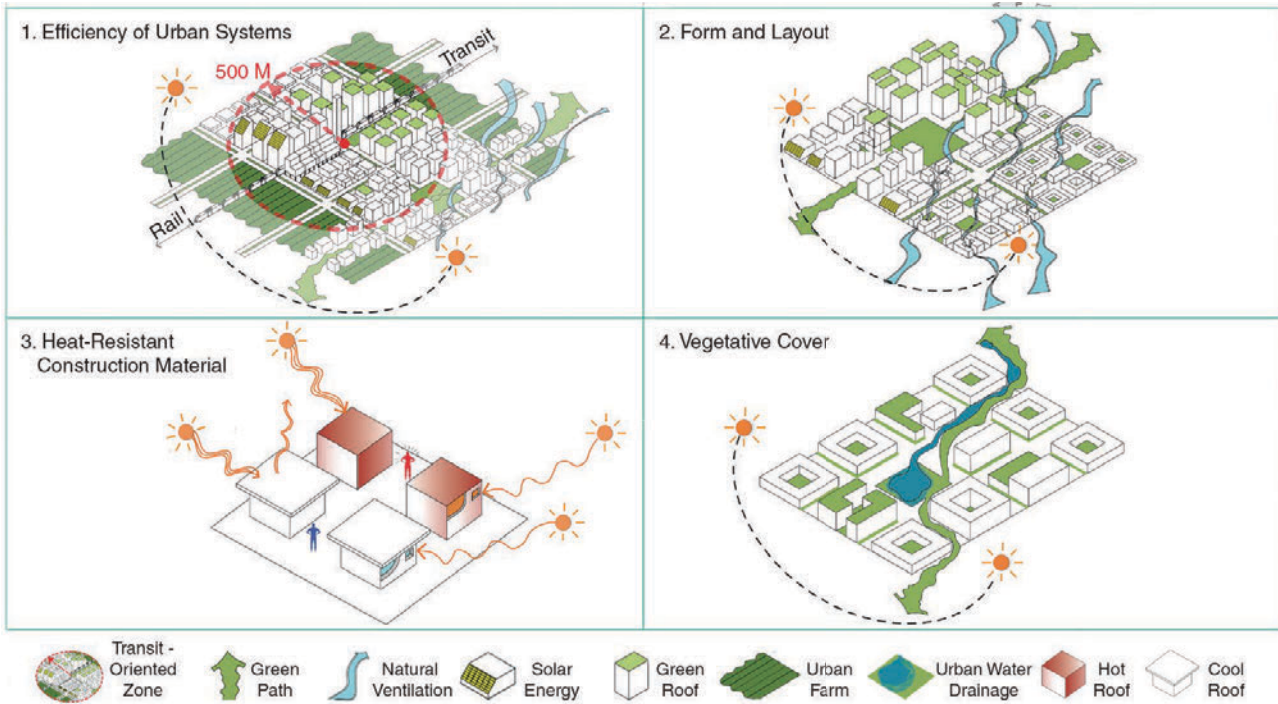 1. Efficiency of Urban Systems
500 M
Transit
Rail
2. Form and Layout
3. Heat-Resistant
Construction Material
4. Vegetative Cover
Transit -
Oriented
Zone
Green
Path
Natural
Ventilation
Solar
Energy
Green
Roof
Urban
Farm
Urban Water
Drainage
Hot
Roof
Cool
Roof